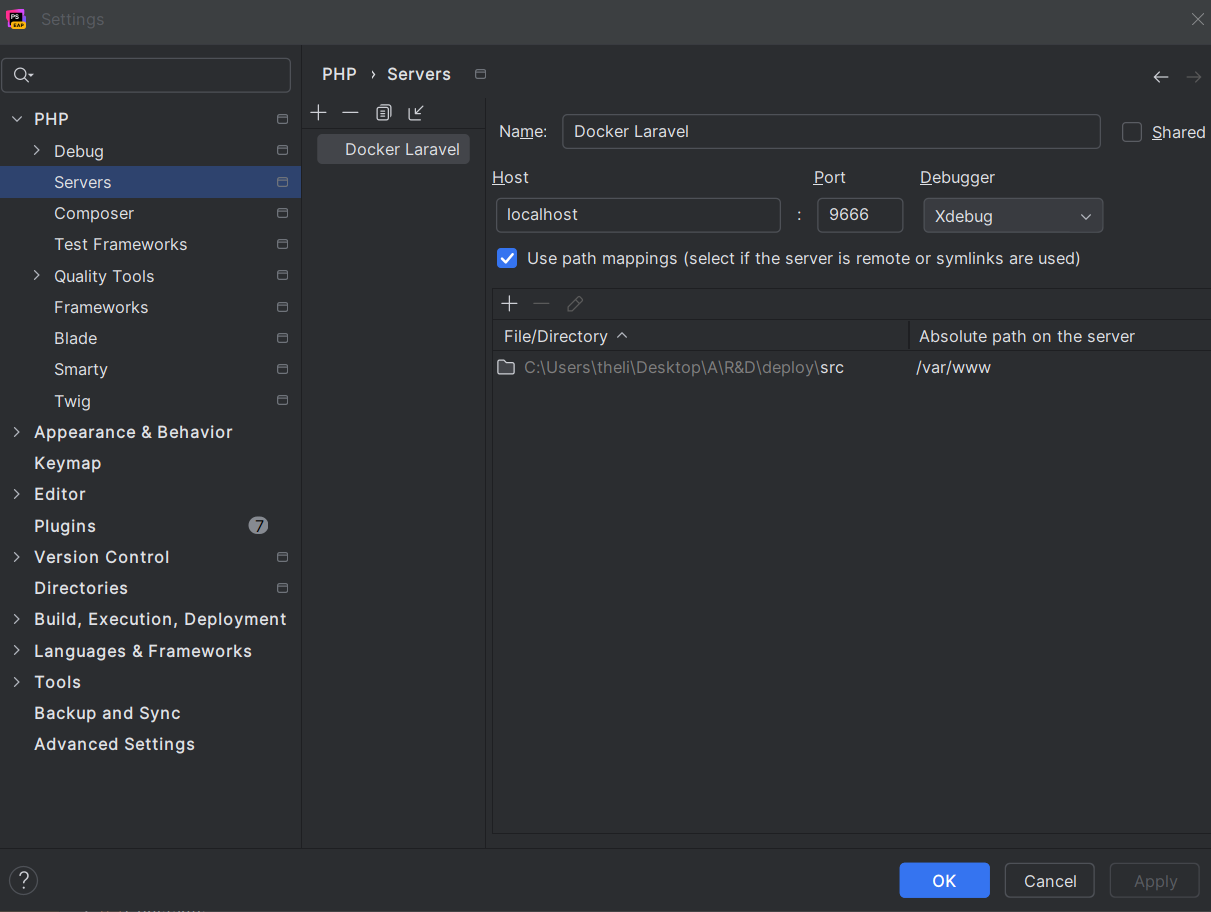 PS
EAP
Settings
PHP
Debug
Servers
Composer
Test Frameworks
Quality Tools
Frameworks
Blade
Smarty
Twig
Appearance & Behavior
Keymap
Editor
Plugins 7
Version Control
Directories
Build, Execution, Deployment
Languages & Frameworks
Tools
Backup and Sync
Advanced Settings
PHP › Servers
Docker Laravel
Name: Docker Laravel Shared
Host Port Debugger
localhost : 9666 Xdebug
Use path mappings (select if the server is remote or symlinks are used)
File/Directory Absolute path on the server
C:\Users\theli\Desktop\A\R&D\deploy\src /var/www
? OK Cancel Apply